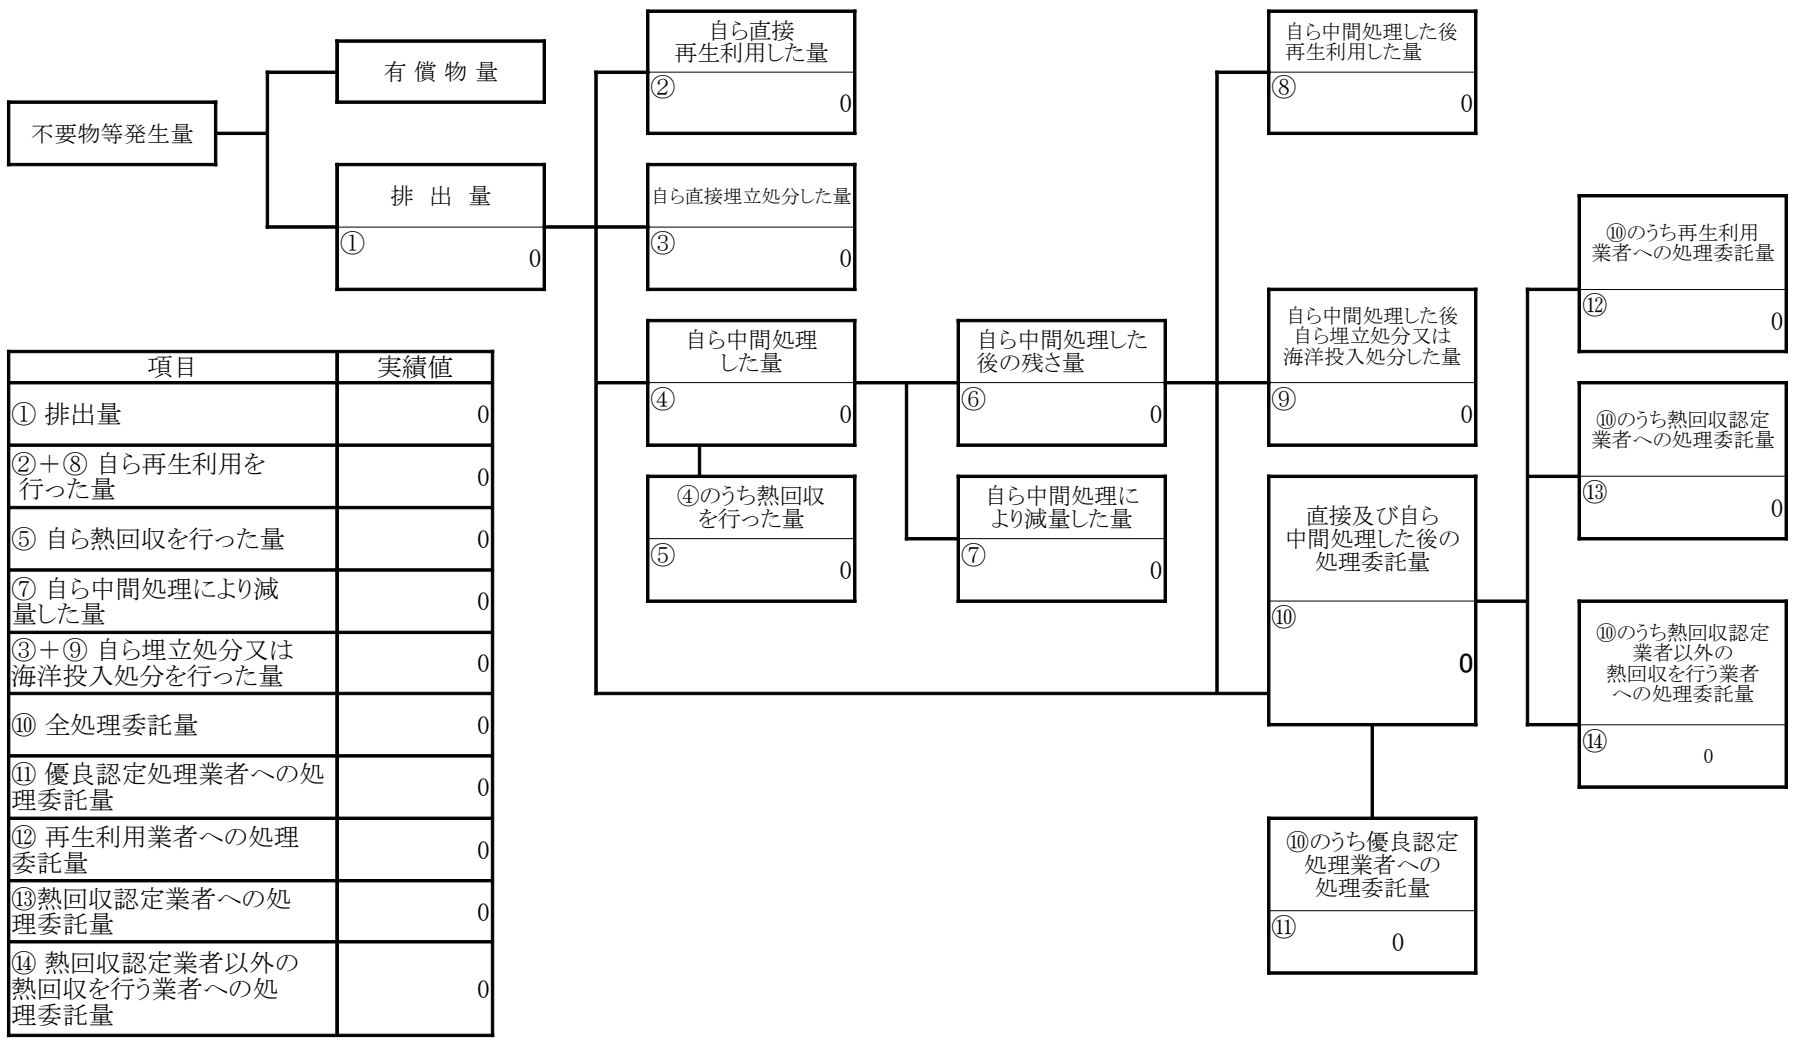 不要物等発生量
有 償 物 量
排 出 量
①
0
自ら直接
再生利用した量
②
0
自ら直接埋立処分した量
③
0
自ら中間処理
した量
④
0
④のうち熱回収
を行った量
⑤
0
自ら中間処理した
後の残さ量
⑥
0
自ら中間処理に
より減量した量
⑦
0
自ら中間処理した後
再生利用した量
⑧
0
自ら中間処理した後
自ら埋立処分又は
海洋投入処分した量
⑨
0
直接及び自ら
中間処理した後の
処理委託量
⑩
0
⑩のうち優良認定
処理業者への
処理委託量
⑪
0
⑩のうち再生利用
業者への処理委託量
⑫
0
⑩のうち熱回収認定
業者への処理委託量
⑬
0
⑩のうち熱回収認定
業者以外の
熱回収を行う業者
への処理委託量
⑭
0
項目 実績値
① 排出量 0
②＋⑧ 自ら再生利用を
行った量 0
⑤ 自ら熱回収を行った量 0
⑦ 自ら中間処理により減
量した量 0
③＋⑨ 自ら埋立処分又は
海洋投入処分を行った量 0
⑩ 全処理委託量 0
⑪ 優良認定処理業者への処
理委託量 0
⑫ 再生利用業者への処理
委託量 0
⑬熱回収認定業者への処
理委託量 0
⑭ 熱回収認定業者以外の
熱回収を行う業者への処
理委託量 0